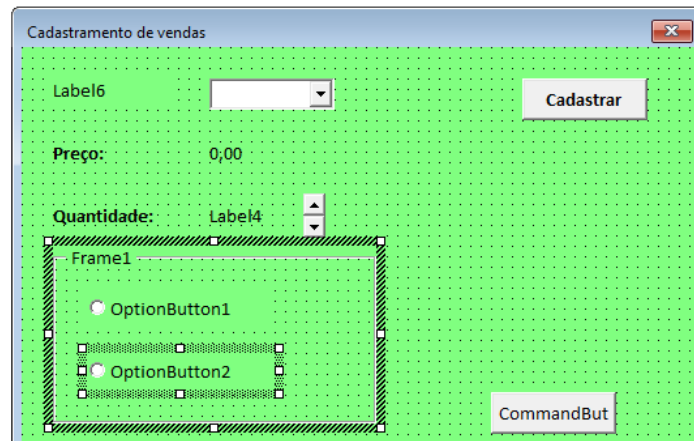 Cadastramento de vendas
Label6
Cadastrar
Preço: 0,00
Quantidade: Label4
Frame1
OptionButton1
OptionButton2
CommandBut